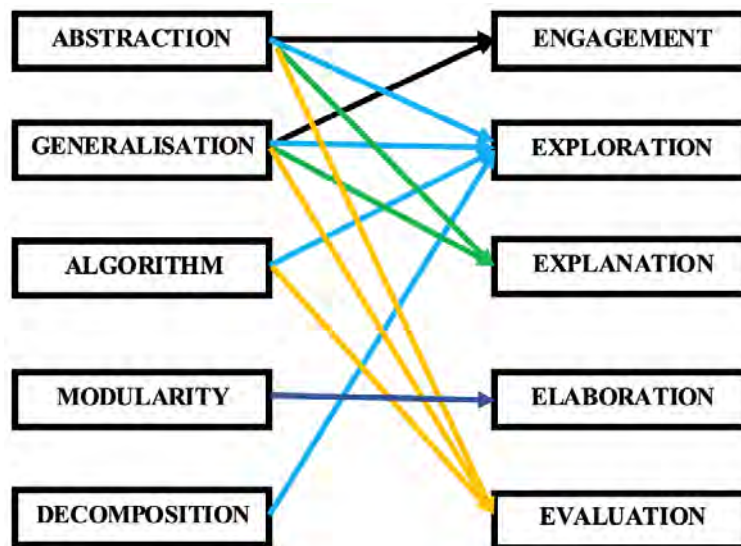 ABSTRACTION
ENGAGEMENT
GENERALISATION
EXPLORATION
ALGORITHM
EXPLANATION
MODULARITY
ELABORATION
DECOMPOSITION
EVALUATION